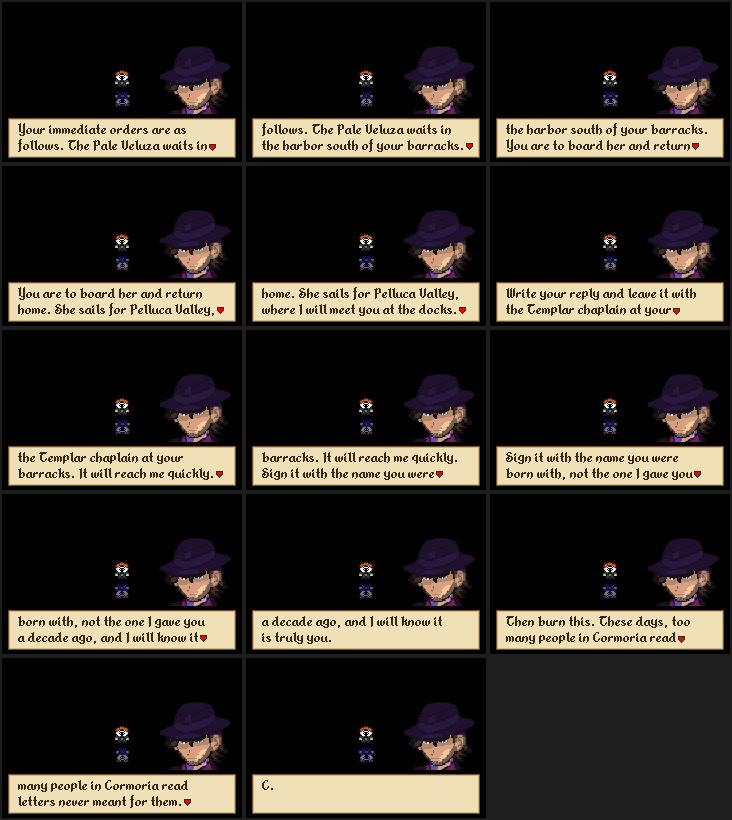 Your immediate orders are as
follows. The Pale Veluza waits in
follows. The Pale Veluza waits in
the harbor south of your barracks.
the harbor south of your barracks.
You are to board her and return
You are to board her and return
home. She sails for Pelluca Valley,
home. She sails for Pelluca Valley,
where I will meet you at the docks.
Write your reply and leave it with
the Templar chaplain at your
the Templar chaplain at your
barracks. It will reach me quickly.
barracks. It will reach me quickly.
Sign it with the name you were
Sign it with the name you were
born with, not the one I gave you
born with, not the one I gave you
a decade ago, and I will know it
a decade ago, and I will know it
is truly you.
Then burn this. These days, too
many people in Cormoria read
many people in Cormoria read
letters never meant for them.
C.